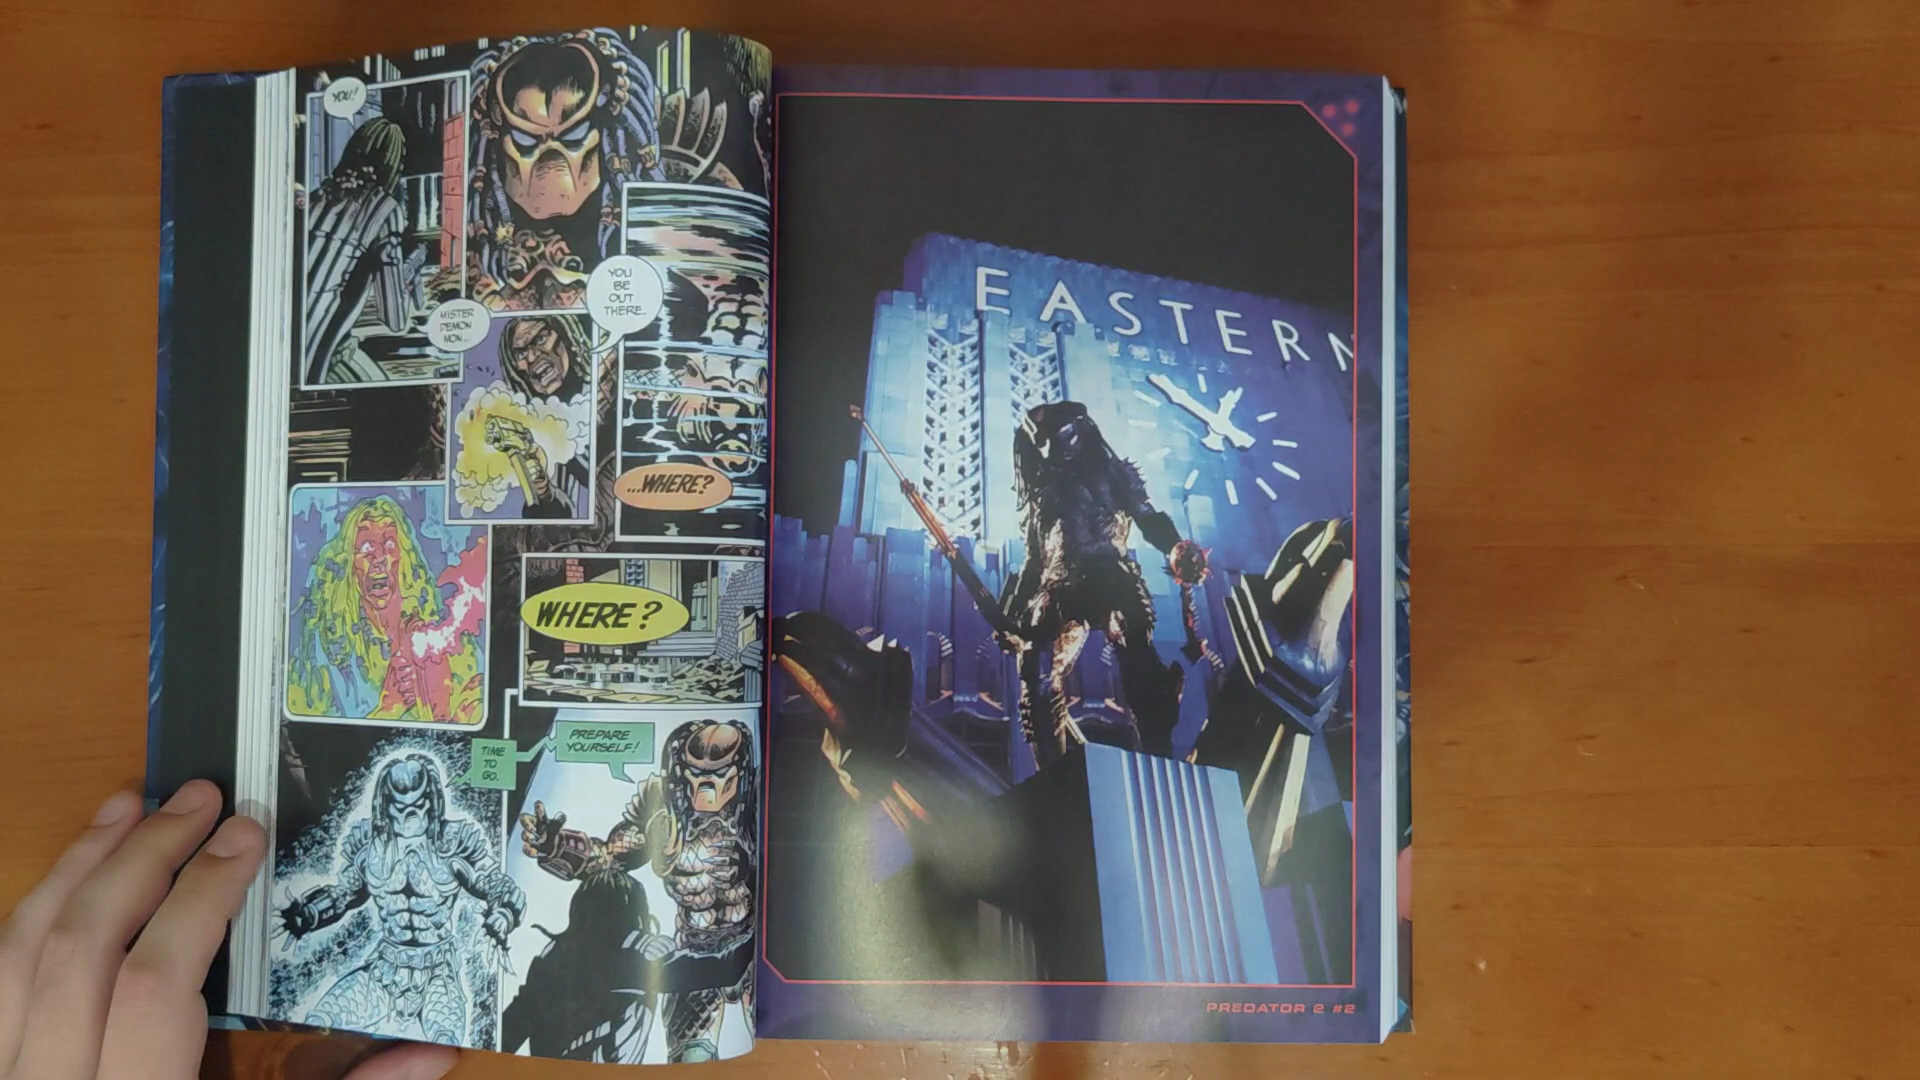 YOU!
MISTER
DEMON
MON...
YOU
BE
OUT
THERE.
...WHERE?
WHERE?
TIME
TO
GO.
PREPARE
YOURSELF!
EASTERN
PREDATOR 2 #2